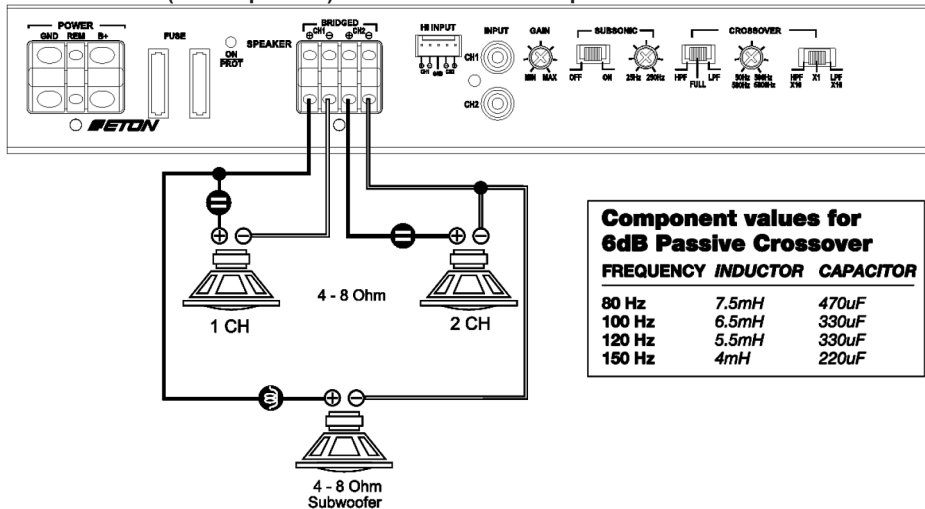 POWER
GND REM B+
FUSE
ON
PROT
SPEAKER
BRIDGED
⊕ CH1 ⊖ ⊕ CH2 ⊖
HI INPUT
⊕ ⊖ ⊕ ⊖
CH1 GND CH2
INPUT
CH1
CH2
GAIN
MIN MAX
SUBSONIC
OFF ON
25Hz 250Hz
CROSSOVER
HPF LPF
FULL
50Hz 500Hz
HPF X1 LPF
X10 X10
ETON
⊕ ⊖
1 CH
4 - 8 Ohm
⊕ ⊖
2 CH
⊕ ⊖
4 - 8 Ohm
Subwoofer
Component values for
6dB Passive Crossover
FREQUENCY INDUCTOR CAPACITOR
80 Hz 7.5mH 470uF
100 Hz 6.5mH 330uF
120 Hz 5.5mH 330uF
150 Hz 4mH 220uF